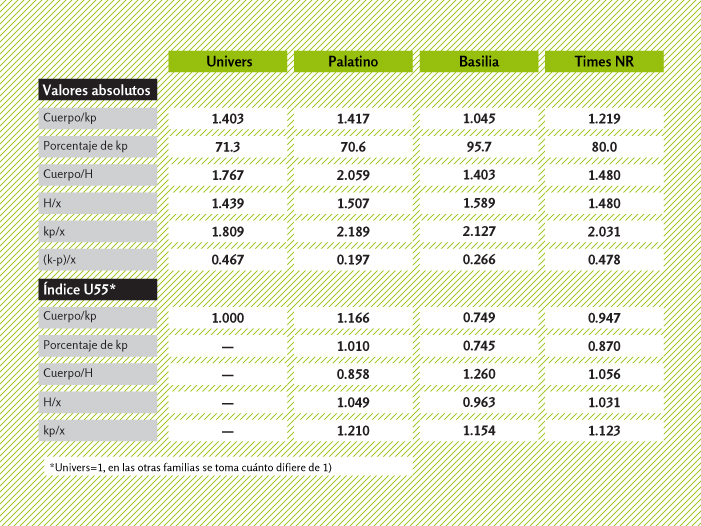 Univers Palatino Basilia Times NR
Valores absolutos
Cuerpo/kp 1.403 1.417 1.045 1.219
Porcentaje de kp 71.3 70.6 95.7 80.0
Cuerpo/H 1.767 2.059 1.403 1.480
H/x 1.439 1.507 1.589 1.480
kp/x 1.809 2.189 2.127 2.031
(k-p)/x 0.467 0.197 0.266 0.478
Índice U55*
Cuerpo/kp 1.000 1.166 0.749 0.947
Porcentaje de kp — 1.010 0.745 0.870
Cuerpo/H — 0.858 1.260 1.056
H/x — 1.049 0.963 1.031
kp/x — 1.210 1.154 1.123
*Univers=1, en las otras familias se toma cuánto difiere de 1)